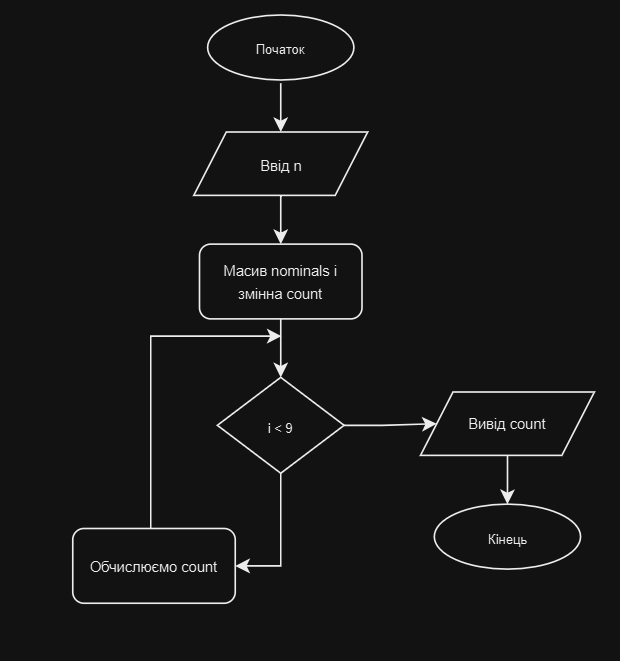 Початок
Ввід n
Масив nominals і
змінна count
i < 9
Вивід count
Кінець
Обчислюємо count